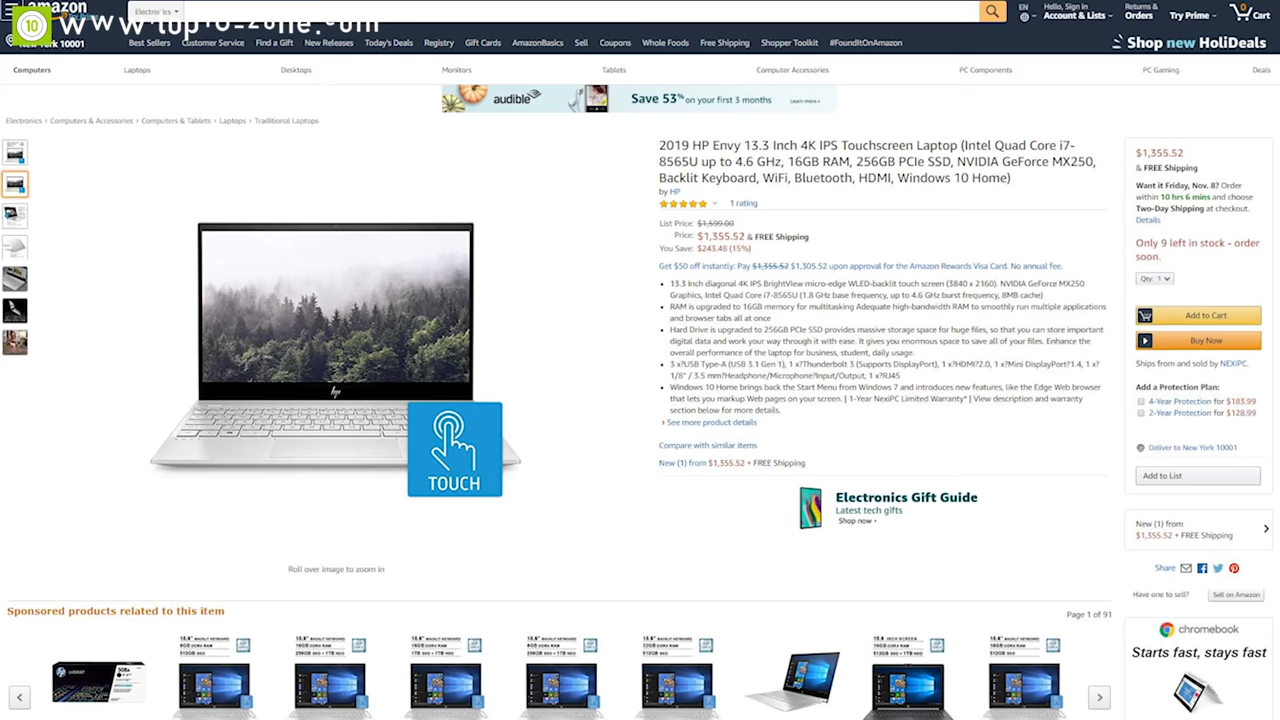 amazon
Electronics
www.top10zone.com
EN
Hello, Sign in
Account & Lists
Returns & Orders
Try Prime
0
Cart
10
New York 10001
Best Sellers Customer Service Find a Gift New Releases Today's Deals Registry Gift Cards AmazonBasics Sell Coupons Whole Foods Free Shipping Shopper Toolkit #FoundItOnAmazon
Shop new HoliDeals
Computers Laptops Desktops Monitors Tablets Computer Accessories PC Components PC Gaming Deals
audible Save 53% on your first 3 months Learn more
Electronics › Computers & Accessories › Computers & Tablets › Laptops › Traditional Laptops
2019 HP Envy 13.3 Inch 4K IPS Touchscreen Laptop (Intel Quad Core i7-
8565U up to 4.6 GHz, 16GB RAM, 256GB PCIe SSD, NVIDIA GeForce MX250,
Backlit Keyboard, WiFi, Bluetooth, HDMI, Windows 10 Home)
by HP
1 rating
List Price: $1,599.00
Price: $1,355.52 & FREE Shipping
You Save: $243.48 (15%)
Get $50 off instantly: Pay $1,355.52 $1,305.52 upon approval for the Amazon Rewards Visa Card. No annual fee.
• 13.3 Inch diagonal 4K IPS BrightView micro-edge WLED-backlit touch screen (3840 x 2160). NVIDIA GeForce MX250
Graphics, Intel Quad Core i7-8565U (1.8 GHz base frequency, up to 4.6 GHz burst frequency, 8MB cache)
• RAM is upgraded to 16GB memory for multitasking Adequate high-bandwidth RAM to smoothly run multiple applications
and browser tabs all at once
• Hard Drive is upgraded to 256GB PCIe SSD provides massive storage space for huge files, so that you can store important
digital data and work your way through it with ease. It gives you enormous space to save all of your files. Enhance the
overall performance of the laptop for business, student, daily usage.
• 3 x?USB Type-A (USB 3.1 Gen 1), 1 x?Thunderbolt 3 (Supports DisplayPort), 1 x?HDMI?2.0, 1 x?Mini DisplayPort?1.4, 1 x?
1/8" / 3.5 mm?Headphone/Microphone?Input/Output, 1 x?RJ45
• Windows 10 Home brings back the Start Menu from Windows 7 and introduces new features, like the Edge Web browser
that lets you markup Web pages on your screen. | 1-Year NexiPC Limited Warranty* | View description and warranty
section below for more details.
› See more product details
Compare with similar items
New (1) from $1,355.52 + FREE Shipping
Electronics Gift Guide
Latest tech gifts
Shop now ›
hp
TOUCH
Roll over image to zoom in
$1,355.52
& FREE Shipping
Want it Friday, Nov. 8? Order
within 10 hrs 6 mins and choose
Two-Day Shipping at checkout.
Details
Only 9 left in stock - order
soon.
Qty: 1
Add to Cart
Buy Now
Ships from and sold by NEXiPC.
Add a Protection Plan:
4-Year Protection for $183.99
2-Year Protection for $128.99
Deliver to New York 10001
Add to List
New (1) from
$1,355.52 + FREE Shipping
Share
Have one to sell? Sell on Amazon
Sponsored products related to this item
Page 1 of 91
chromebook
Starts fast, stays fast